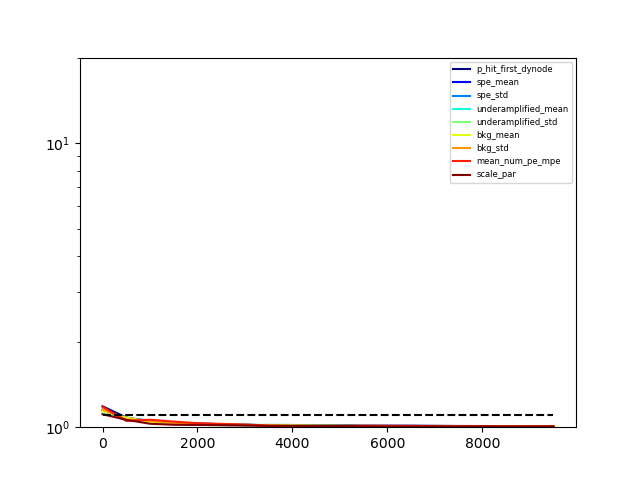 10¹
10⁰
0 2000 4000 6000 8000
p_hit_first_dynode
spe_mean
spe_std
underamplified_mean
underamplified_std
bkg_mean
bkg_std
mean_num_pe_mpe
scale_par